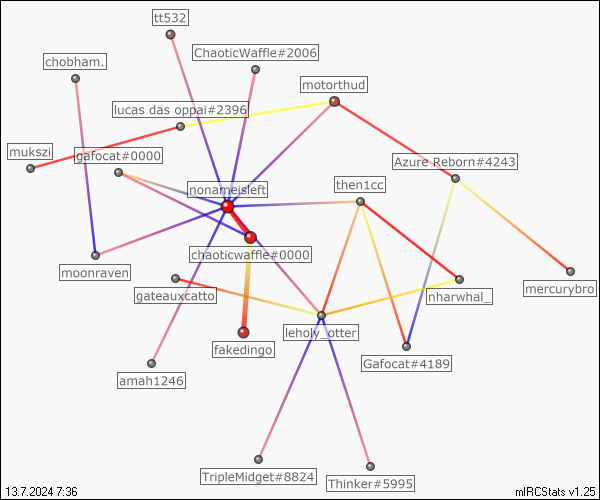 tt532
ChaoticWaffle#2006
chobham.
motorthud
lucas das oppai#2396
mukszi
gafocat#0000
Azure Reborn#4243
nonameisleft
then1cc
chaoticwaffle#0000
moonraven
gateauxcatto
nharwhal_
mercurybro
leholy_otter
fakedingo
Gafocat#4189
amah1246
TripleMidget#8824
Thinker#5995
13.7.2024 7:36
mIRCStats v1.25